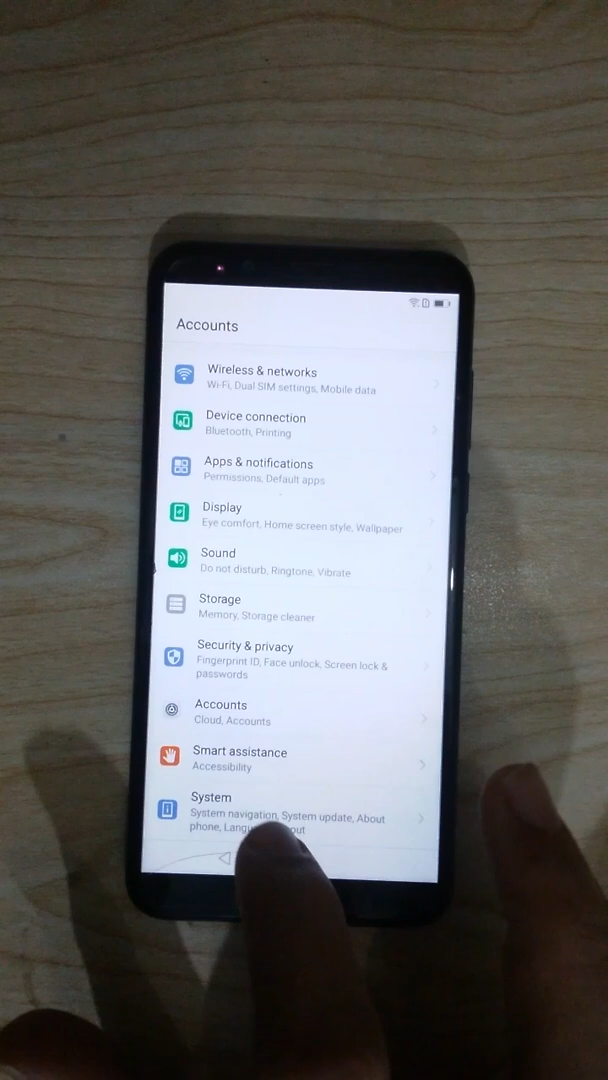 Accounts
Wireless & networks
Wi-Fi, Dual SIM settings, Mobile data
Device connection
Bluetooth, Printing
Apps & notifications
Permissions, Default apps
Display
Eye comfort, Home screen style, Wallpaper
Sound
Do not disturb, Ringtone, Vibrate
Storage
Memory, Storage cleaner
Security & privacy
Fingerprint ID, Face unlock, Screen lock &
passwords
Accounts
Cloud, Accounts
Smart assistance
Accessibility
System
System navigation, System update, About
phone,